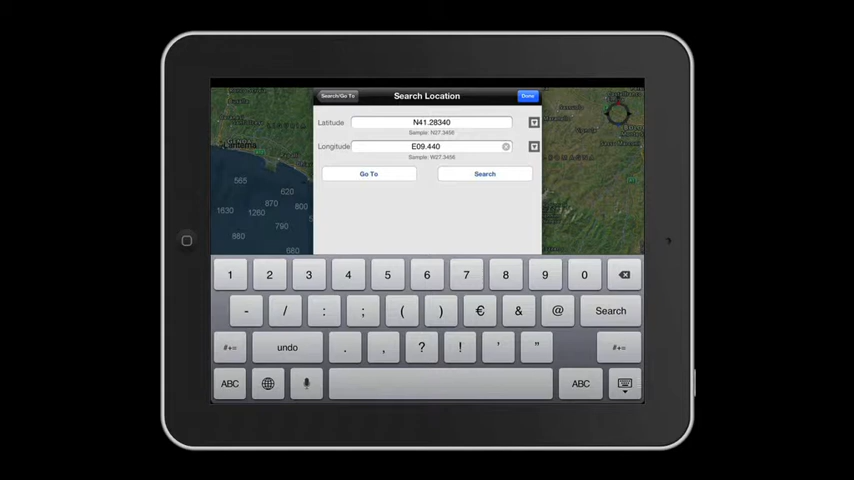 Search/Go To
Search Location
Done
Latitude
N41.28340
Sample: N27.3456
Longitude
E09.440
Sample: W27.3456
Go To
Search
Lanterna
565
620
870
800
1630
1260
790
880
680
1 2 3 4 5 6 7 8 9 0
- / : ; ( ) € & @ Search
#+= undo . , ? ! ' " #+=
ABC ABC